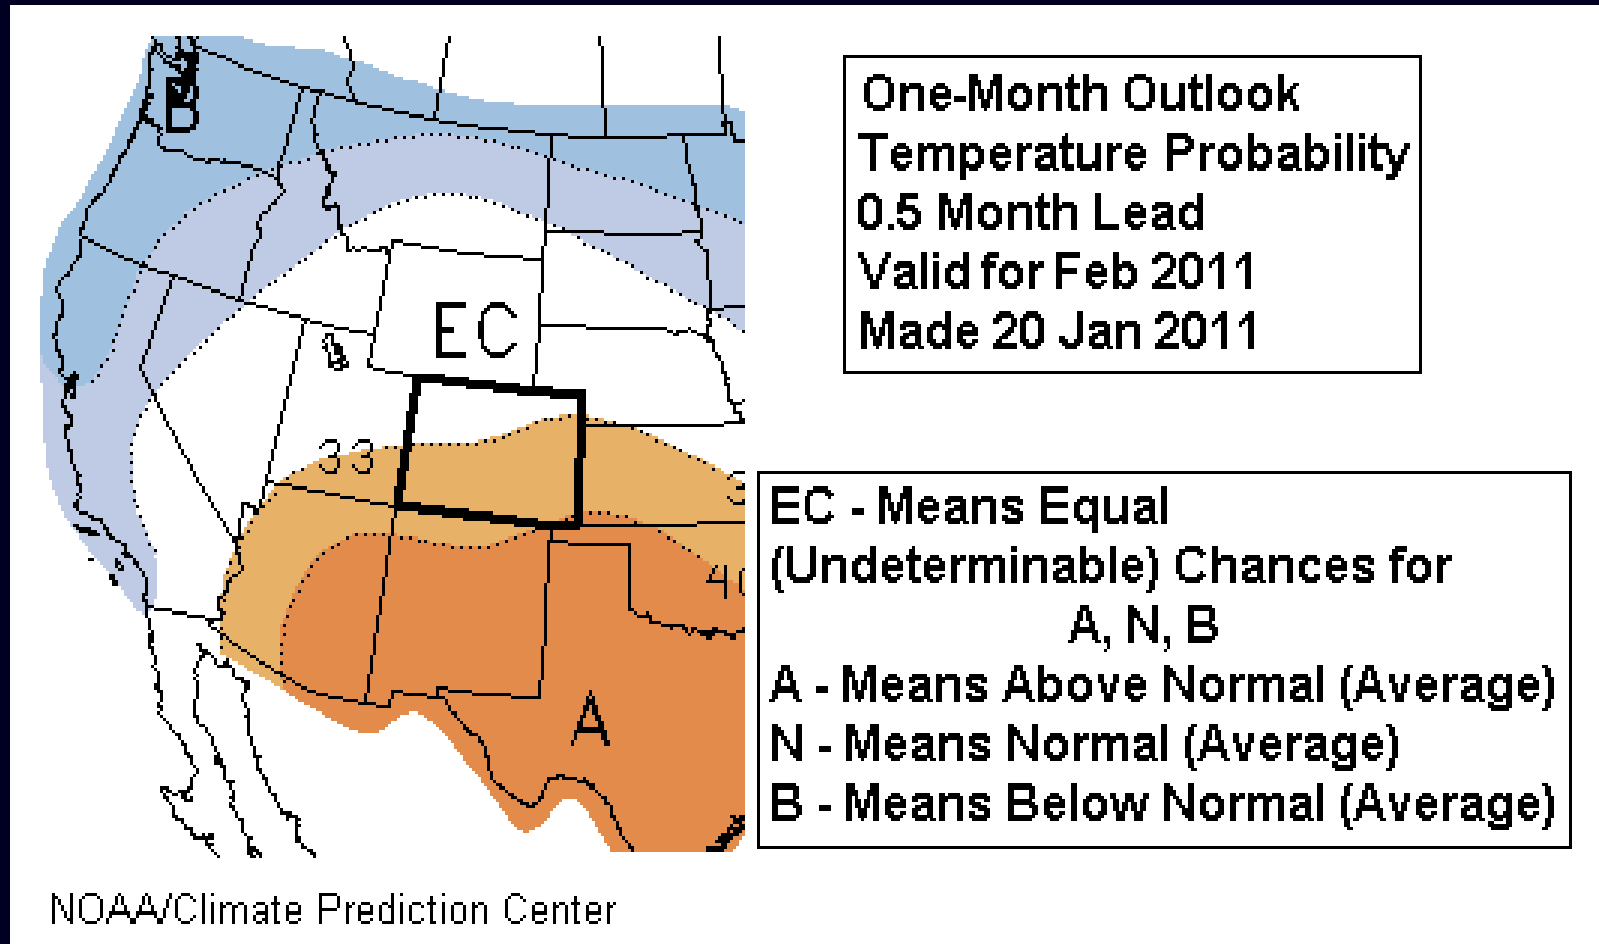 B
EC
33
A
One-Month Outlook
Temperature Probability
0.5 Month Lead
Valid for Feb 2011
Made 20 Jan 2011
EC - Means Equal
(Undeterminable) Chances for
A, N, B
A - Means Above Normal (Average)
N - Means Normal (Average)
B - Means Below Normal (Average)
NOAA/Climate Prediction Center